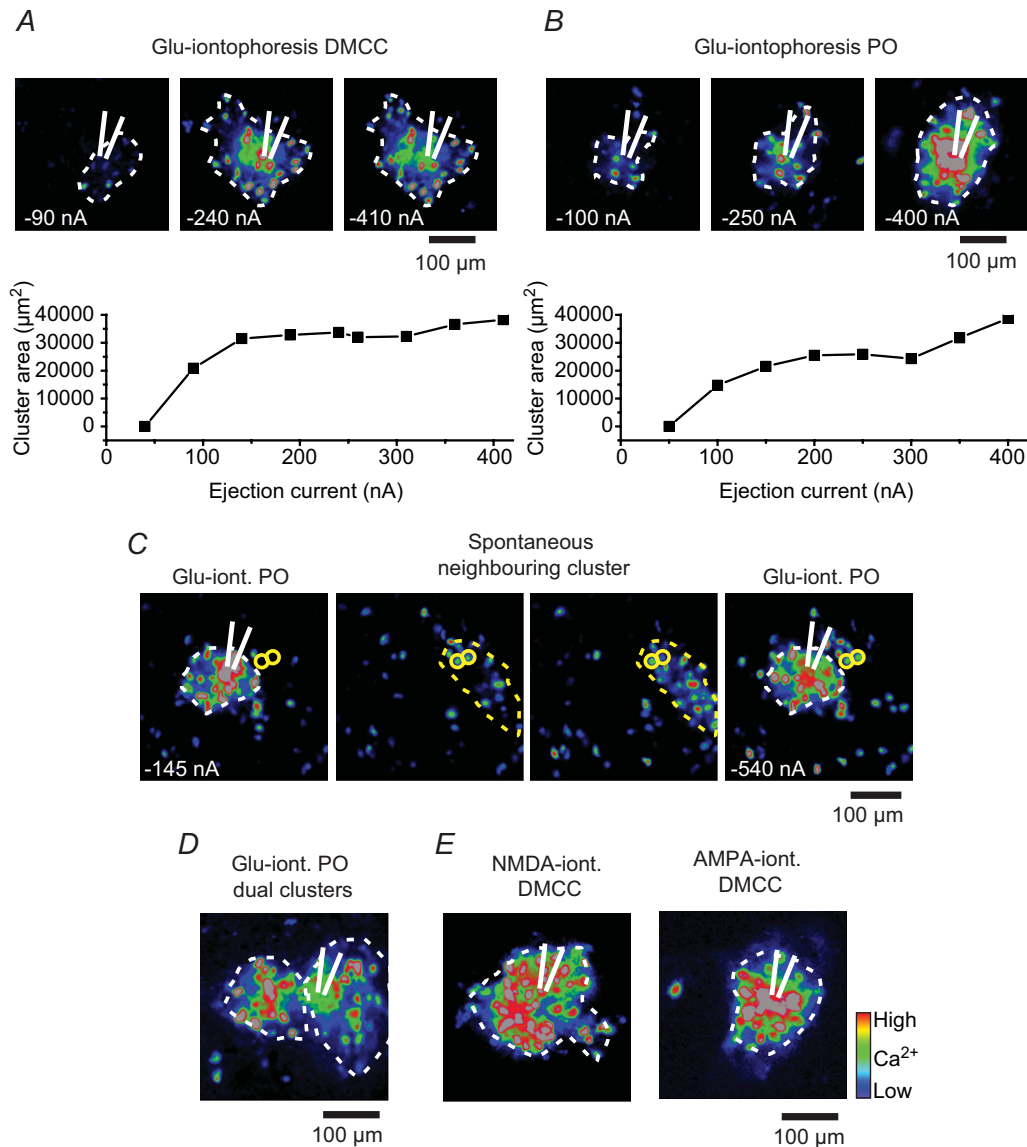 A
Glu-iontophoresis DMCC
-90 nA
-240 nA
-410 nA
100 µm
B
Glu-iontophoresis PO
-100 nA
-250 nA
-400 nA
100 µm
Cluster area (µm²)
40000
30000
20000
10000
0
0
100
200
300
400
Ejection current (nA)
Cluster area (µm²)
40000
30000
20000
10000
0
0
100
200
300
400
Ejection current (nA)
C
Glu-iont. PO
Spontaneous
neighbouring cluster
Glu-iont. PO
-145 nA
-540 nA
100 µm
D
Glu-iont. PO
dual clusters
100 µm
E
NMDA-iont.
DMCC
AMPA-iont.
DMCC
High
Ca²⁺
Low
100 µm